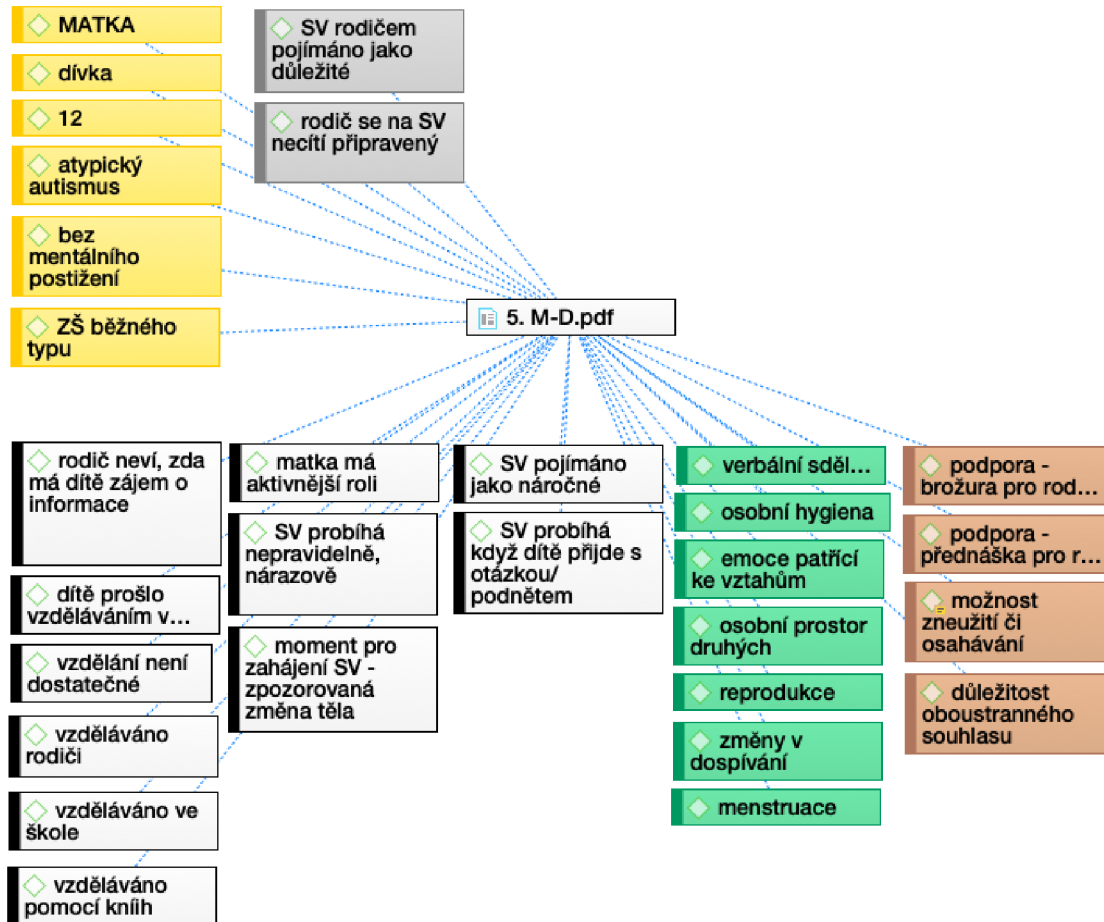 MATKA
dívka
12
atypický
autismus
bez
mentálního
postižení
ZŠ běžného
typu
SV rodičem
pojímáno jako
důležité
rodič se na SV
necítí připravený
5. M-D.pdf
rodič neví, zda
má dítě zájem o
informace
dítě prošlo
vzděláváním v…
vzdělání není
dostatečné
vzděláváno
rodiči
vzděláváno ve
škole
vzděláváno
pomocí kniih
matka má
aktivnější roli
SV probíhá
nepravidelně,
nárazově
moment pro
zahájení SV -
zpozorovaná
změna těla
SV pojímáno
jako náročné
SV probíhá
když dítě přijde s
otázkou/
podnětem
verbální sděl…
osobní hygiena
emoce patřící
ke vztahům
osobní prostor
druhých
reprodukce
změny v
dospívání
menstruace
podpora -
brožura pro rod…
podpora -
přednáška pro r…
možnost
zneužití či
osahávání
důležitost
oboustranného
souhlasu